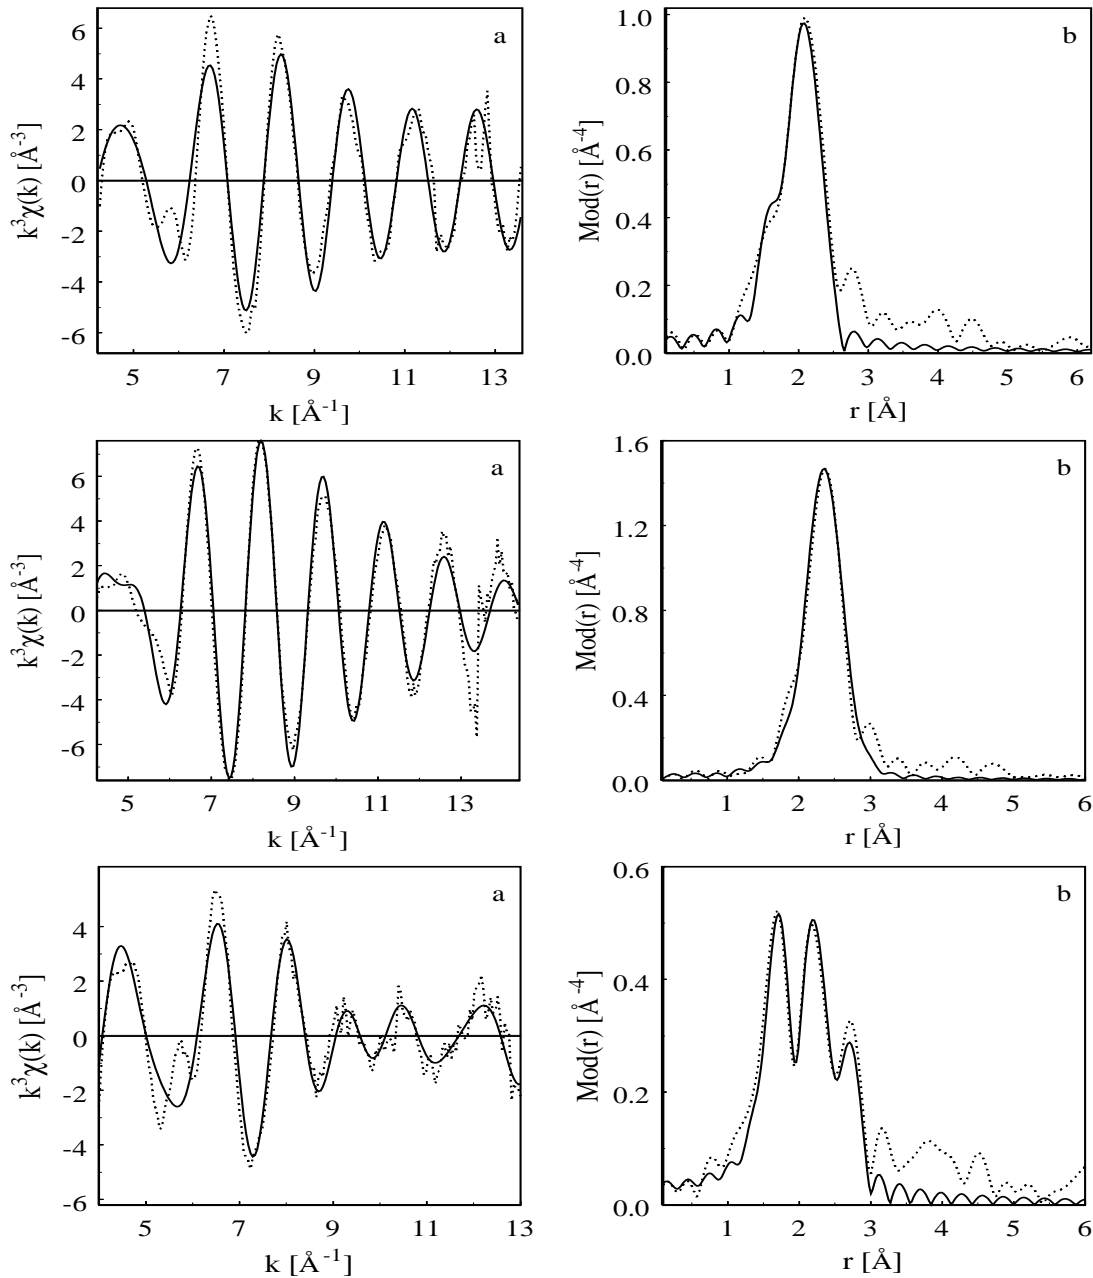 a
k³χ(k) [Å⁻³]
6
4
2
0
-2
-4
-6
5 7 9 11 13
k [Å⁻¹]
b
Mod(r) [Å⁻⁴]
1.0
0.8
0.6
0.4
0.2
0.0
1 2 3 4 5 6
r [Å]
a
k³χ(k) [Å⁻³]
6
4
2
0
-2
-4
-6
5 7 9 11 13
k [Å⁻¹]
b
Mod(r) [Å⁻⁴]
1.6
1.2
0.8
0.4
0.0
1 2 3 4 5 6
r [Å]
a
k³χ(k) [Å⁻³]
4
2
0
-2
-4
-6
5 7 9 11 13
k [Å⁻¹]
b
Mod(r) [Å⁻⁴]
0.6
0.4
0.2
0.0
1 2 3 4 5 6
r [Å]